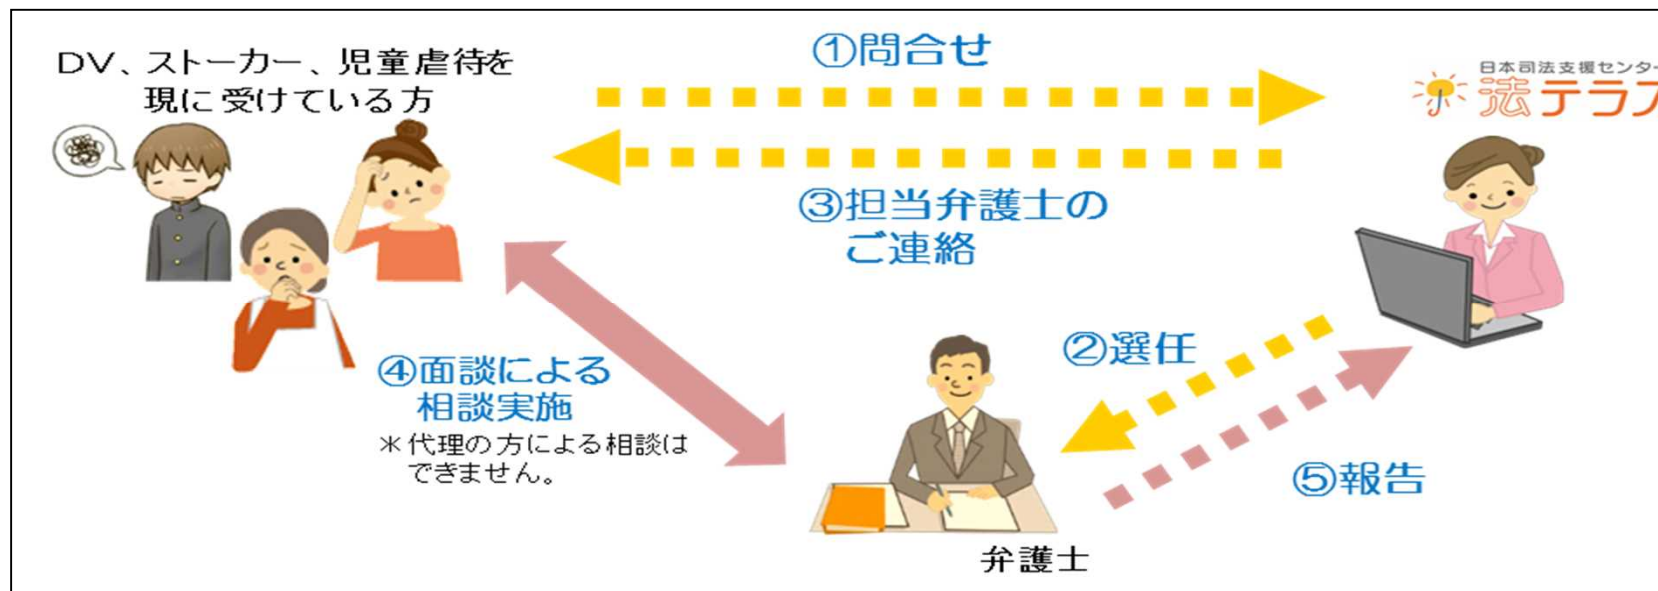 DV、ストーカー、児童虐待を
現に受けている方
①問合せ
日本司法支援センター
法テラス
③担当弁護士の
ご連絡
②選任
④面談による
相談実施
＊代理の方による相談は
できません。
⑤報告
弁護士